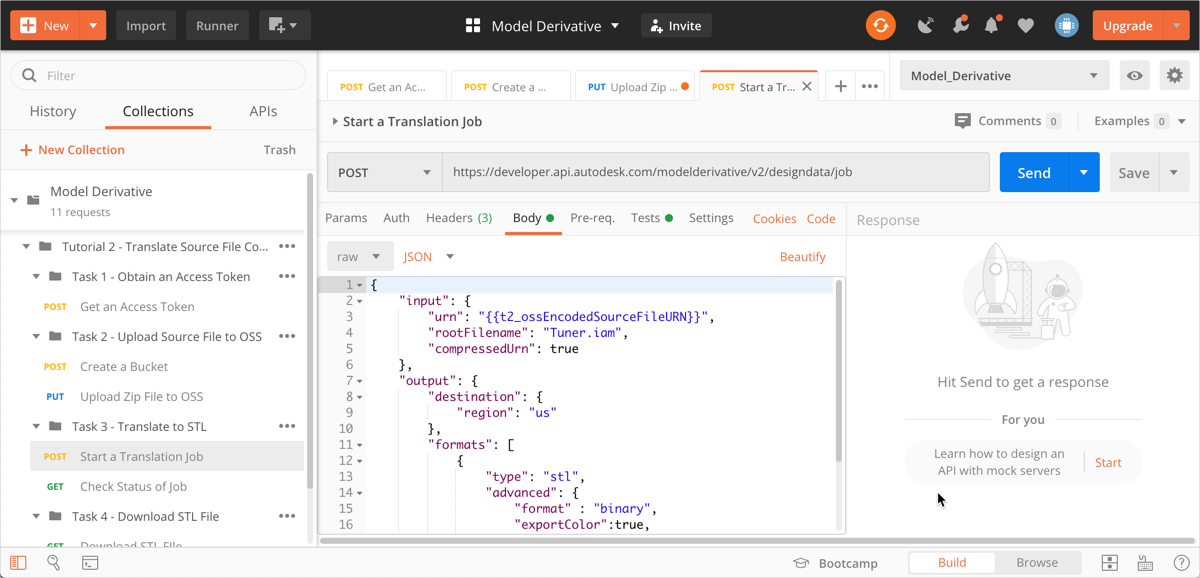 New
Import
Runner
Model Derivative
Invite
Upgrade
Filter
History
Collections
APIs
New Collection
Trash
Model Derivative
11 requests
Tutorial 2 - Translate Source File Co...
Task 1 - Obtain an Access Token
POST Get an Access Token
Task 2 - Upload Source File to OSS
POST Create a Bucket
PUT Upload Zip File to OSS
Task 3 - Translate to STL
POST Start a Translation Job
GET Check Status of Job
Task 4 - Download STL File
GET Download STL File
POST Get an Ac...
POST Create a ...
PUT Upload Zip ...
POST Start a Tr...
Model_Derivative
Start a Translation Job
Comments 0
Examples 0
POST
https://developer.api.autodesk.com/modelderivative/v2/designdata/job
Send
Save
Params
Auth
Headers (3)
Body
Pre-req.
Tests
Settings
Cookies
Code
Response
raw
JSON
Beautify
1 {
2 "input": {
3 "urn": "{{t2_ossEncodedSourceFileURN}}",
4 "rootFilename": "Tuner.iam",
5 "compressedUrn": true
6 },
7 "output": {
8 "destination": {
9 "region": "us"
10 },
11 "formats": [
12 {
13 "type": "stl",
14 "advanced": {
15 "format" : "binary",
16 "exportColor":true,
Hit Send to get a response
For you
Learn how to design an
API with mock servers
Start
Bootcamp
Build
Browse